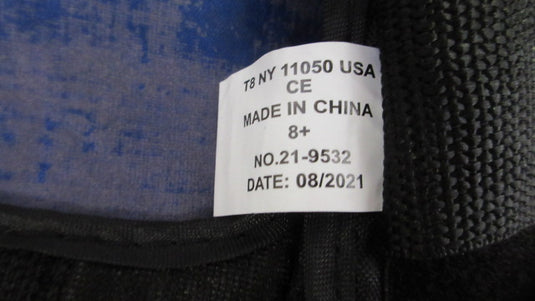 T8 NY 11050 USA
CE
MADE IN CHINA
8+
NO.21-9532
DATE: 08/2021